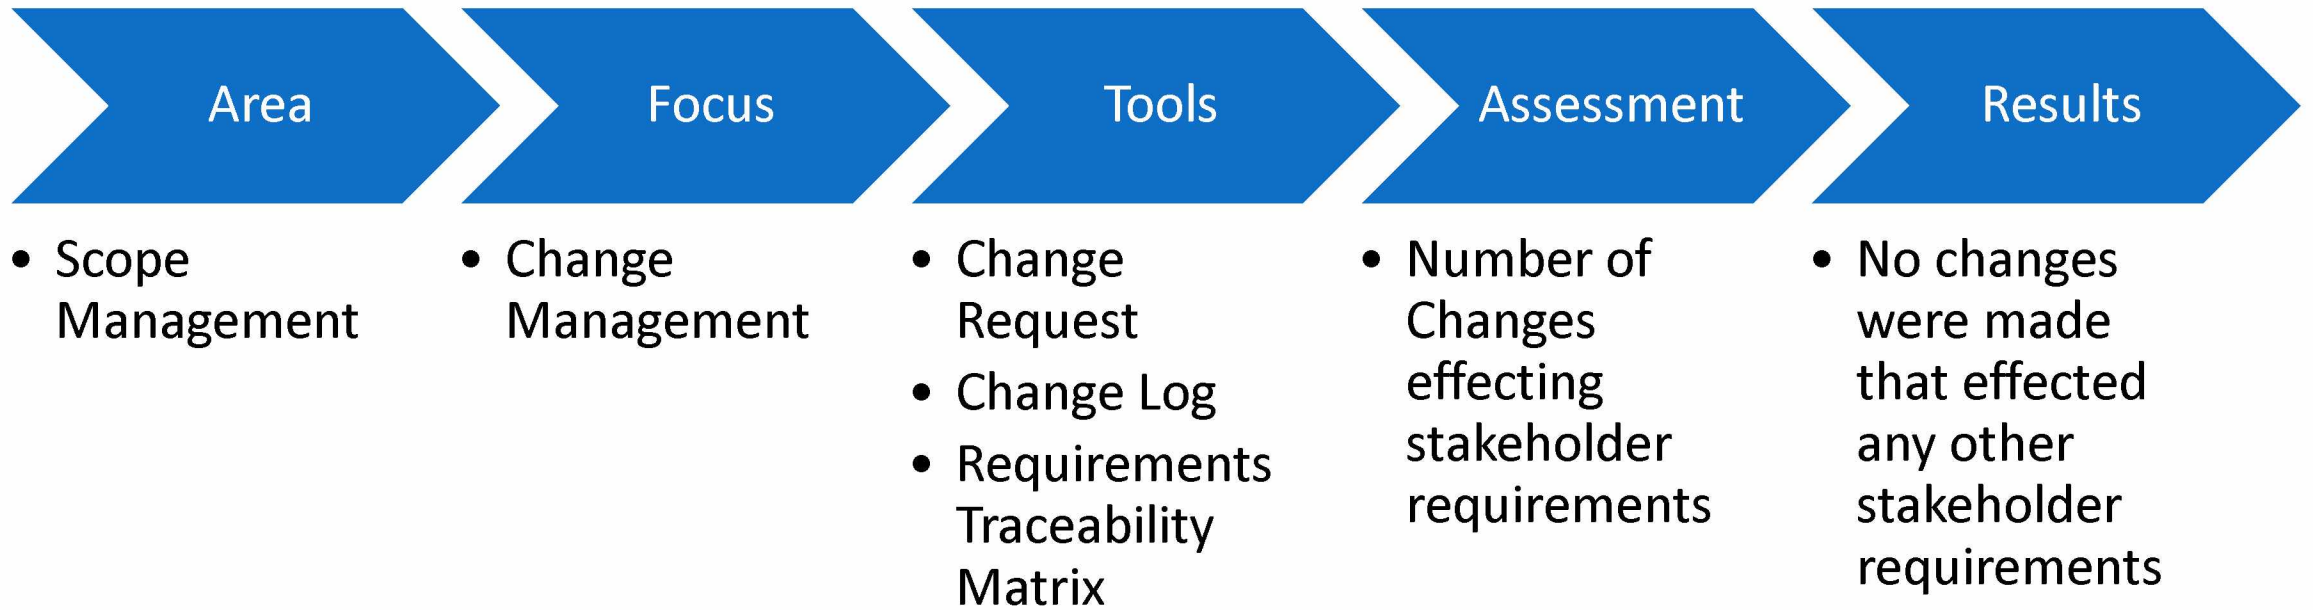 Area
Focus
Tools
Assessment
Results
• Scope
Management
• Change
Management
• Change
Request
• Change Log
• Requirements
Traceability
Matrix
• Number of
Changes
effecting
stakeholder
requirements
• No changes
were made
that effected
any other
stakeholder
requirements